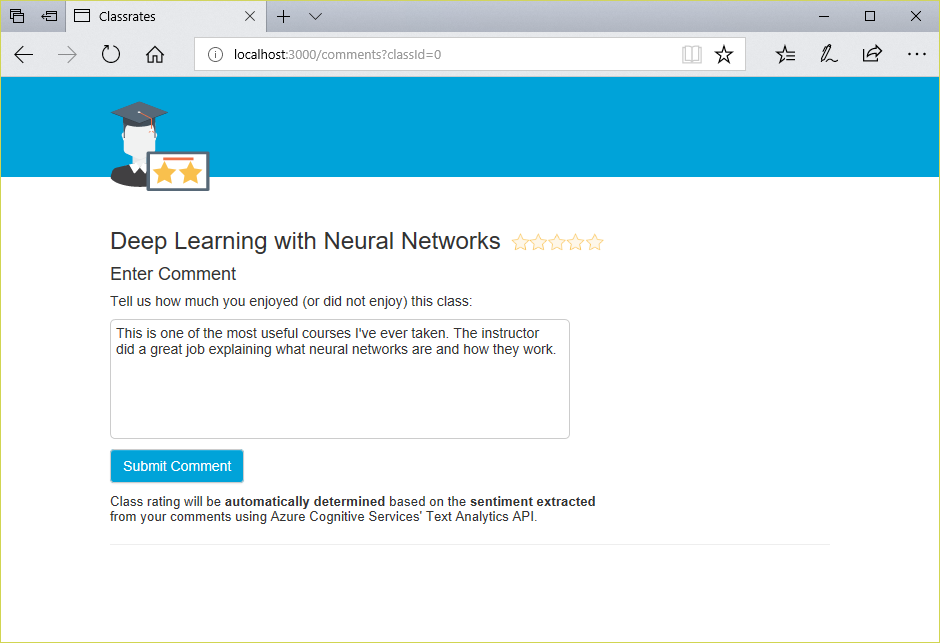 Classrates
localhost:3000/comments?classId=0
Deep Learning with Neural Networks
Enter Comment
Tell us how much you enjoyed (or did not enjoy) this class:
This is one of the most useful courses I've ever taken. The instructor
did a great job explaining what neural networks are and how they work.
Submit Comment
Class rating will be automatically determined based on the sentiment extracted
from your comments using Azure Cognitive Services' Text Analytics API.